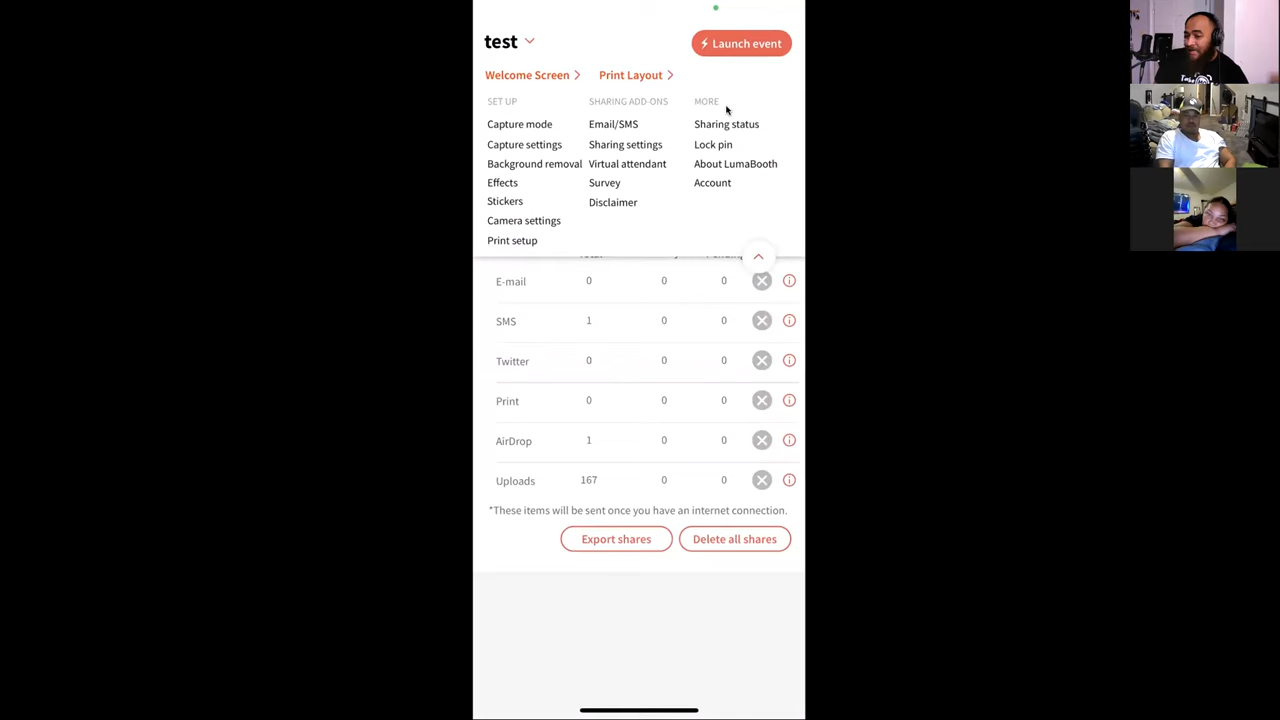 test
Launch event
Welcome Screen
Print Layout
SET UP
SHARING ADD-ONS
MORE
Capture mode
Email/SMS
Sharing status
Capture settings
Sharing settings
Lock pin
Background removal
Virtual attendant
About LumaBooth
Effects
Survey
Account
Stickers
Disclaimer
Camera settings
Print setup
E-mail 0 0 0
SMS 1 0 0
Twitter 0 0 0
Print 0 0 0
AirDrop 1 0 0
Uploads 167 0 0
*These items will be sent once you have an internet connection.
Export shares
Delete all shares